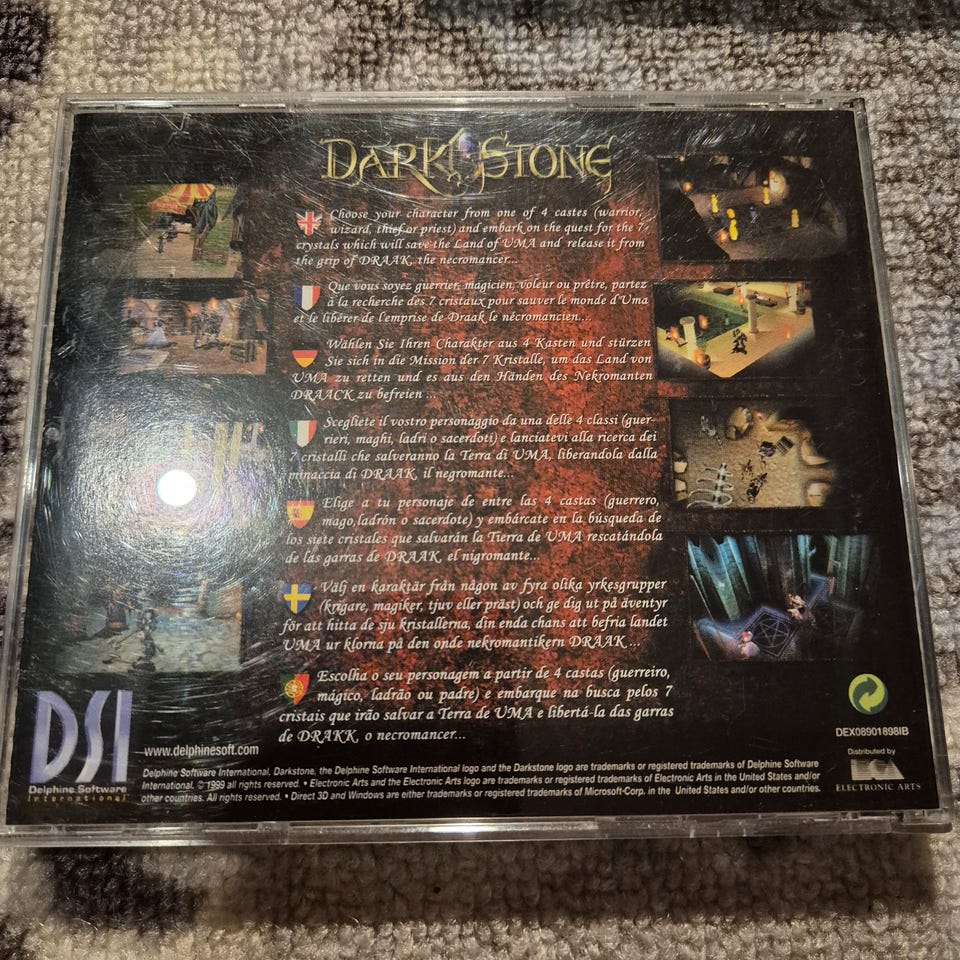 DARK STONE
Choose your character from one of 4 castes (warrior,
wizard, thief or priest) and embark on the quest for the 7
crystals which will save the Land of UMA and release it from
the grip of DRAAK, the necromancer...
Que vous soyez guerrier, magicien, voleur ou prêtre, partez
à la recherche des 7 cristaux pour sauver le monde d'Uma
et le libérer de l'emprise de Draak le nécromancien...
Wählen Sie Ihren Charakter aus 4 Kasten und stürzen
Sie sich in die Mission der 7 Kristalle, um das Land von
UMA zu retten und es aus den Händen des Nekromanten
DRAACK zu befreien ...
Scegliete il vostro personaggio da una delle 4 classi (guer-
rieri, maghi, ladri o sacerdoti) e lanciatevi alla ricerca dei
7 cristalli che salveranno la Terra di UMA, liberandola dalla
minaccia di DRAAK, il negromante...
Elige a tu personaje de entre las 4 castas (guerrero,
mago,ladrón o sacerdote) y embárcate en la búsqueda de
los siete cristales que salvarán la Tierra de UMA rescatándola
de las garras de DRAAK, el nigromante...
Välj en karaktär från någon av fyra olika yrkesgrupper
(krigare, magiker, tjuv eller präst) och ge dig ut på äventyr
för att hitta de sju kristallerna, din enda chans att befria landet
UMA ur klorna på den onde nekromantikern DRAAK ...
Escolha o seu personagem a partir de 4 castas (guerreiro,
mágico, ladrão ou padre) e embarque na busca pelos 7
cristais que irão salvar a Terra de UMA e libertá-la das garras
de DRAKK, o necromancer...
DSI
Delphine Software
International
www.delphinesoft.com
Delphine Software International, Darkstone, the Delphine Software International logo and the Darkstone logo are trademarks or registered trademarks of Delphine Software
International. © 1999 all rights reserved. • Electronic Arts and the Electronic Arts logo are trademarks or registered trademarks of Electronic Arts in the United States and/or
other countries. All rights reserved. • Direct 3D and Windows are either trademarks or registered trademarks of Microsoft-Corp. in the United States and/or other countries.
DEX08901898IB
Distributed by
ELECTRONIC ARTS